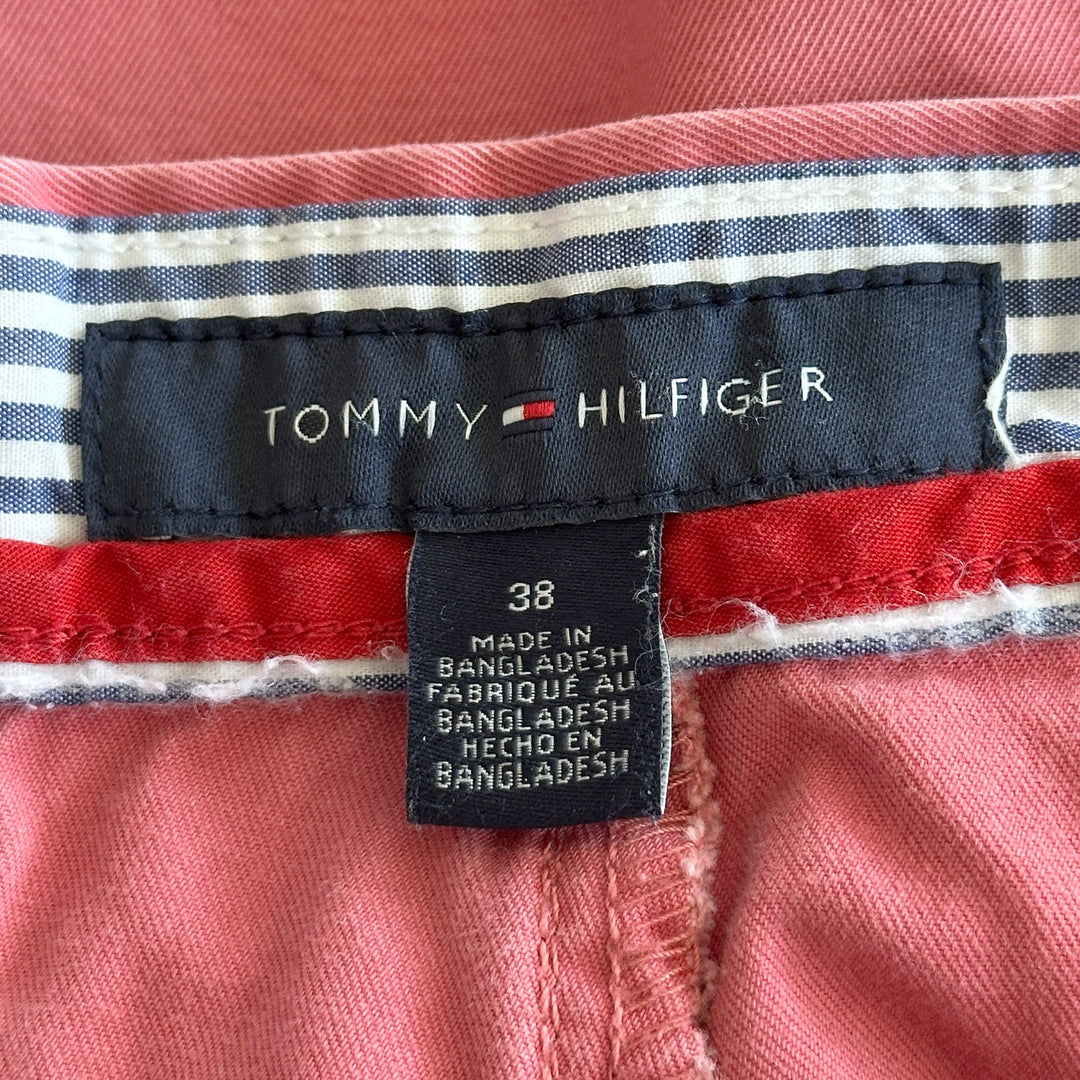 TOMMY HILFIGER
38
MADE IN
BANGLADESH
FABRIQUÉ AU
BANGLADESH
HECHO EN
BANGLADESH